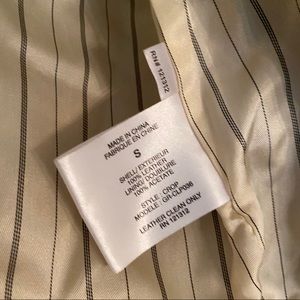 RN# 121312
MADE IN CHINA
FABRIQUE EN CHINE
S
SHELL/ EXTERIEUR
100% LEATHER
LINING/ DOUBLURE
100% ACETATE
STYLE : CROP
MODELE : GR-CLP036
LEATHER CLEAN ONLY
RN 121312